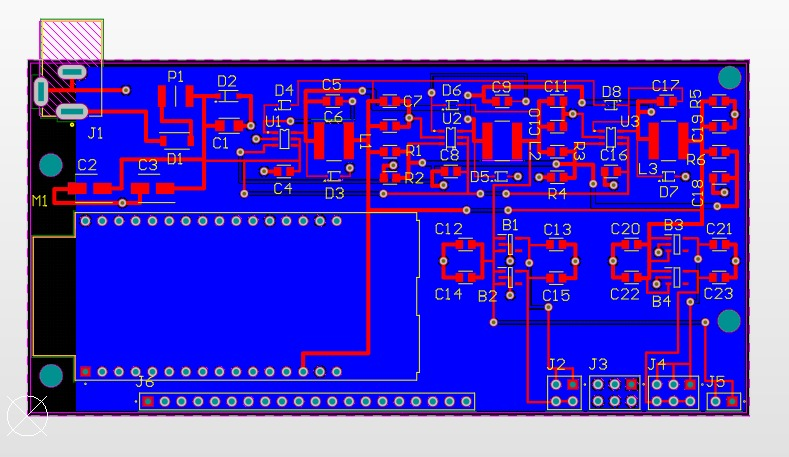 P1 D2 D4 C5 D6 C9 C11 D8 C17 R5
C7
J1 D1 C1 U1 C6 L1 U2 C10 U3 C19
C2 C3 R1 C8 L2 R3 C16 R6
M1 C4 D3 R2 D5 R4 L3 D7 C18
C12 B1 C13 C20 B3 C21
C14 B2 C15 C22 B4 C23
J6 J2 J3 J4 J5